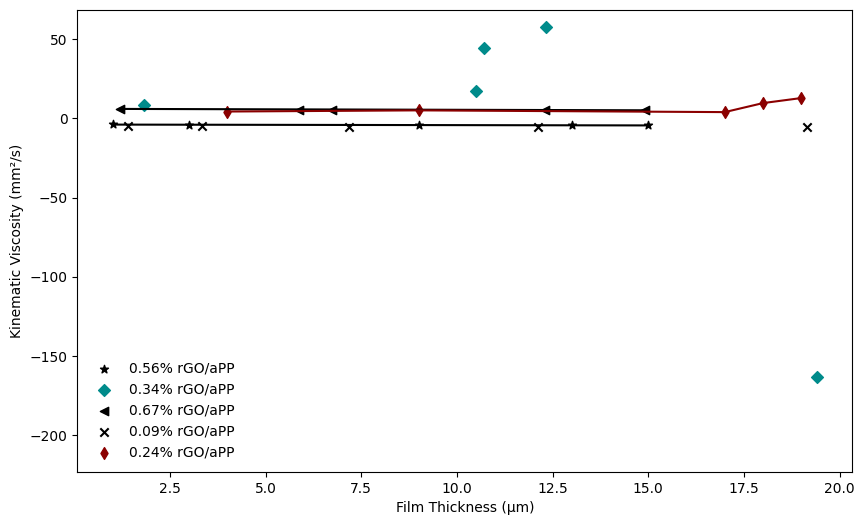 50
0
−50
−100
−150
−200
Kinematic Viscosity (mm²/s)
0.56% rGO/aPP
0.34% rGO/aPP
0.67% rGO/aPP
0.09% rGO/aPP
0.24% rGO/aPP
2.5 5.0 7.5 10.0 12.5 15.0 17.5 20.0
Film Thickness (μm)